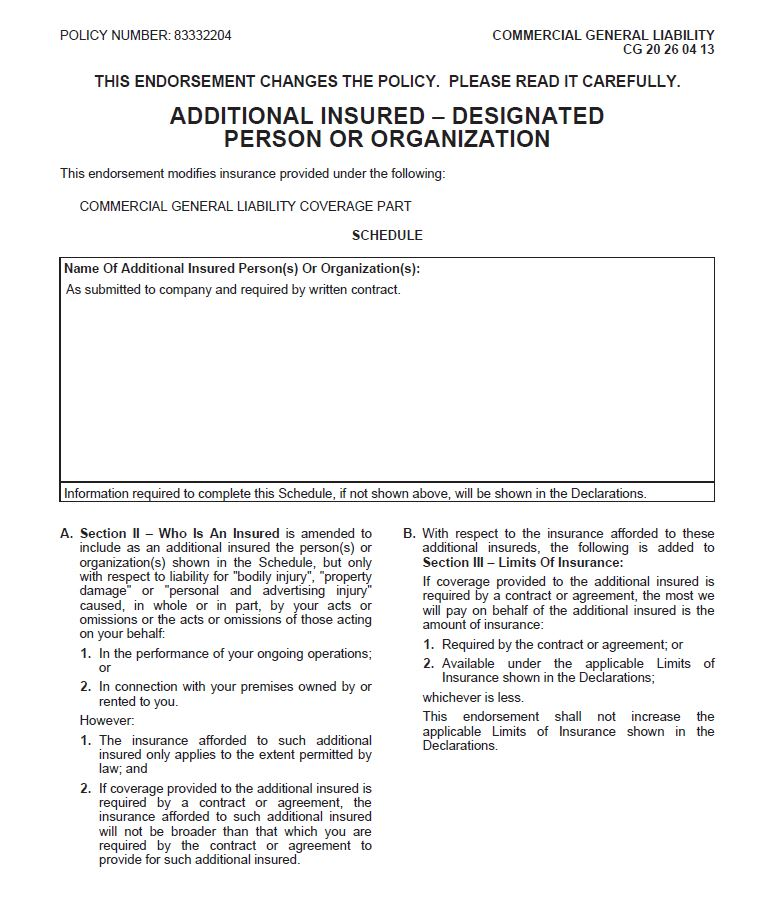 POLICY NUMBER: 83332204
COMMERCIAL GENERAL LIABILITY
CG 20 26 04 13
THIS ENDORSEMENT CHANGES THE POLICY. PLEASE READ IT CAREFULLY.
ADDITIONAL INSURED – DESIGNATED
PERSON OR ORGANIZATION
This endorsement modifies insurance provided under the following:
COMMERCIAL GENERAL LIABILITY COVERAGE PART
SCHEDULE
Name Of Additional Insured Person(s) Or Organization(s):
As submitted to company and required by written contract.
Information required to complete this Schedule, if not shown above, will be shown in the Declarations.
A. Section II – Who Is An Insured is amended to
include as an additional insured the person(s) or
organization(s) shown in the Schedule, but only
with respect to liability for "bodily injury", "property
damage" or "personal and advertising injury"
caused, in whole or in part, by your acts or
omissions or the acts or omissions of those acting
on your behalf:
1. In the performance of your ongoing operations;
or
2. In connection with your premises owned by or
rented to you.
However:
1. The insurance afforded to such additional
insured only applies to the extent permitted by
law; and
2. If coverage provided to the additional insured is
required by a contract or agreement, the
insurance afforded to such additional insured
will not be broader than that which you are
required by the contract or agreement to
provide for such additional insured.
B. With respect to the insurance afforded to these
additional insureds, the following is added to
Section III – Limits Of Insurance:
If coverage provided to the additional insured is
required by a contract or agreement, the most we
will pay on behalf of the additional insured is the
amount of insurance:
1. Required by the contract or agreement; or
2. Available under the applicable Limits of
Insurance shown in the Declarations;
whichever is less.
This endorsement shall not increase the
applicable Limits of Insurance shown in the
Declarations.